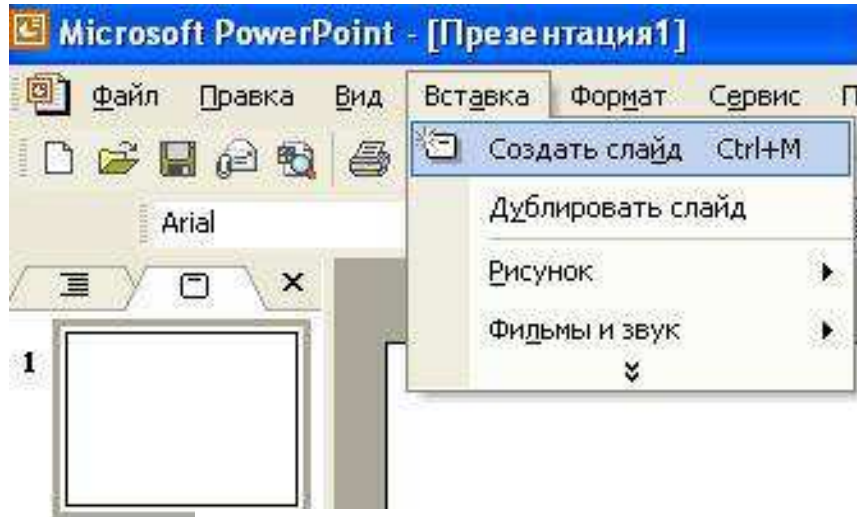 Microsoft PowerPoint - [Презентация1]
Файл Правка Вид Вставка Формат Сервис П
Создать слайд Ctrl+M
Дублировать слайд
Arial
Рисунок
Фильмы и звук
1